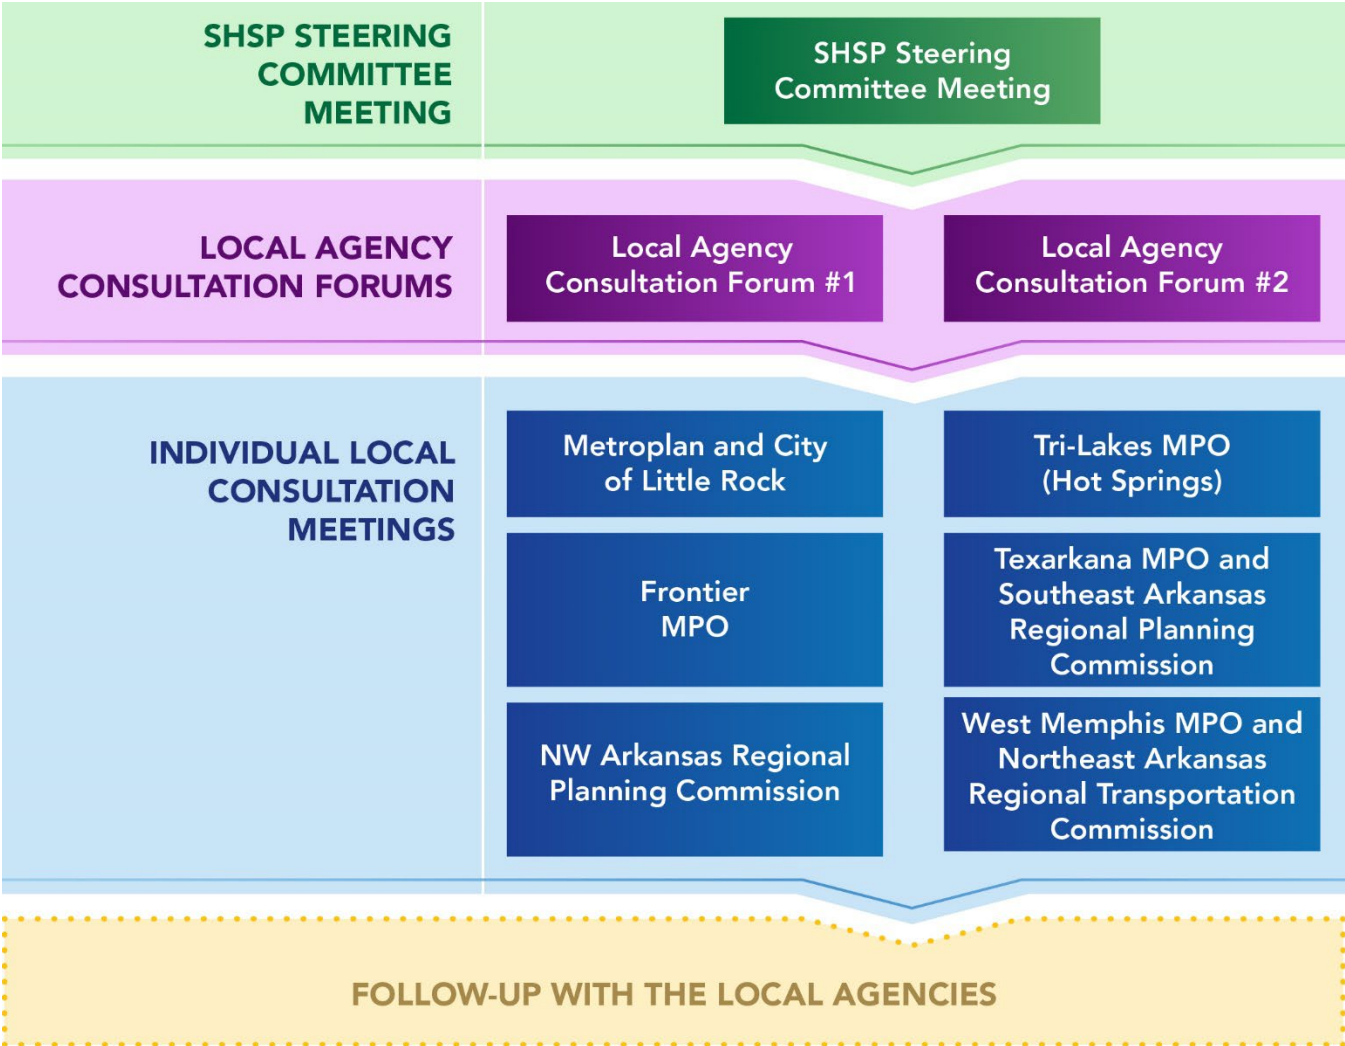 SHSP STEERING
COMMITTEE
MEETING
SHSP Steering
Committee Meeting
LOCAL AGENCY
CONSULTATION FORUMS
Local Agency
Consultation Forum #1
Local Agency
Consultation Forum #2
INDIVIDUAL LOCAL
CONSULTATION
MEETINGS
Metroplan and City
of Little Rock
Tri-Lakes MPO
(Hot Springs)
Frontier
MPO
Texarkana MPO and
Southeast Arkansas
Regional Planning
Commission
NW Arkansas Regional
Planning Commission
West Memphis MPO and
Northeast Arkansas
Regional Transportation
Commission
FOLLOW-UP WITH THE LOCAL AGENCIES